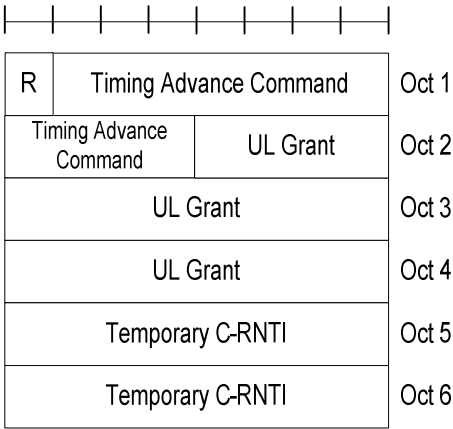 R Timing Advance Command Oct 1
Timing Advance
Command UL Grant Oct 2
UL Grant Oct 3
UL Grant Oct 4
Temporary C-RNTI Oct 5
Temporary C-RNTI Oct 6